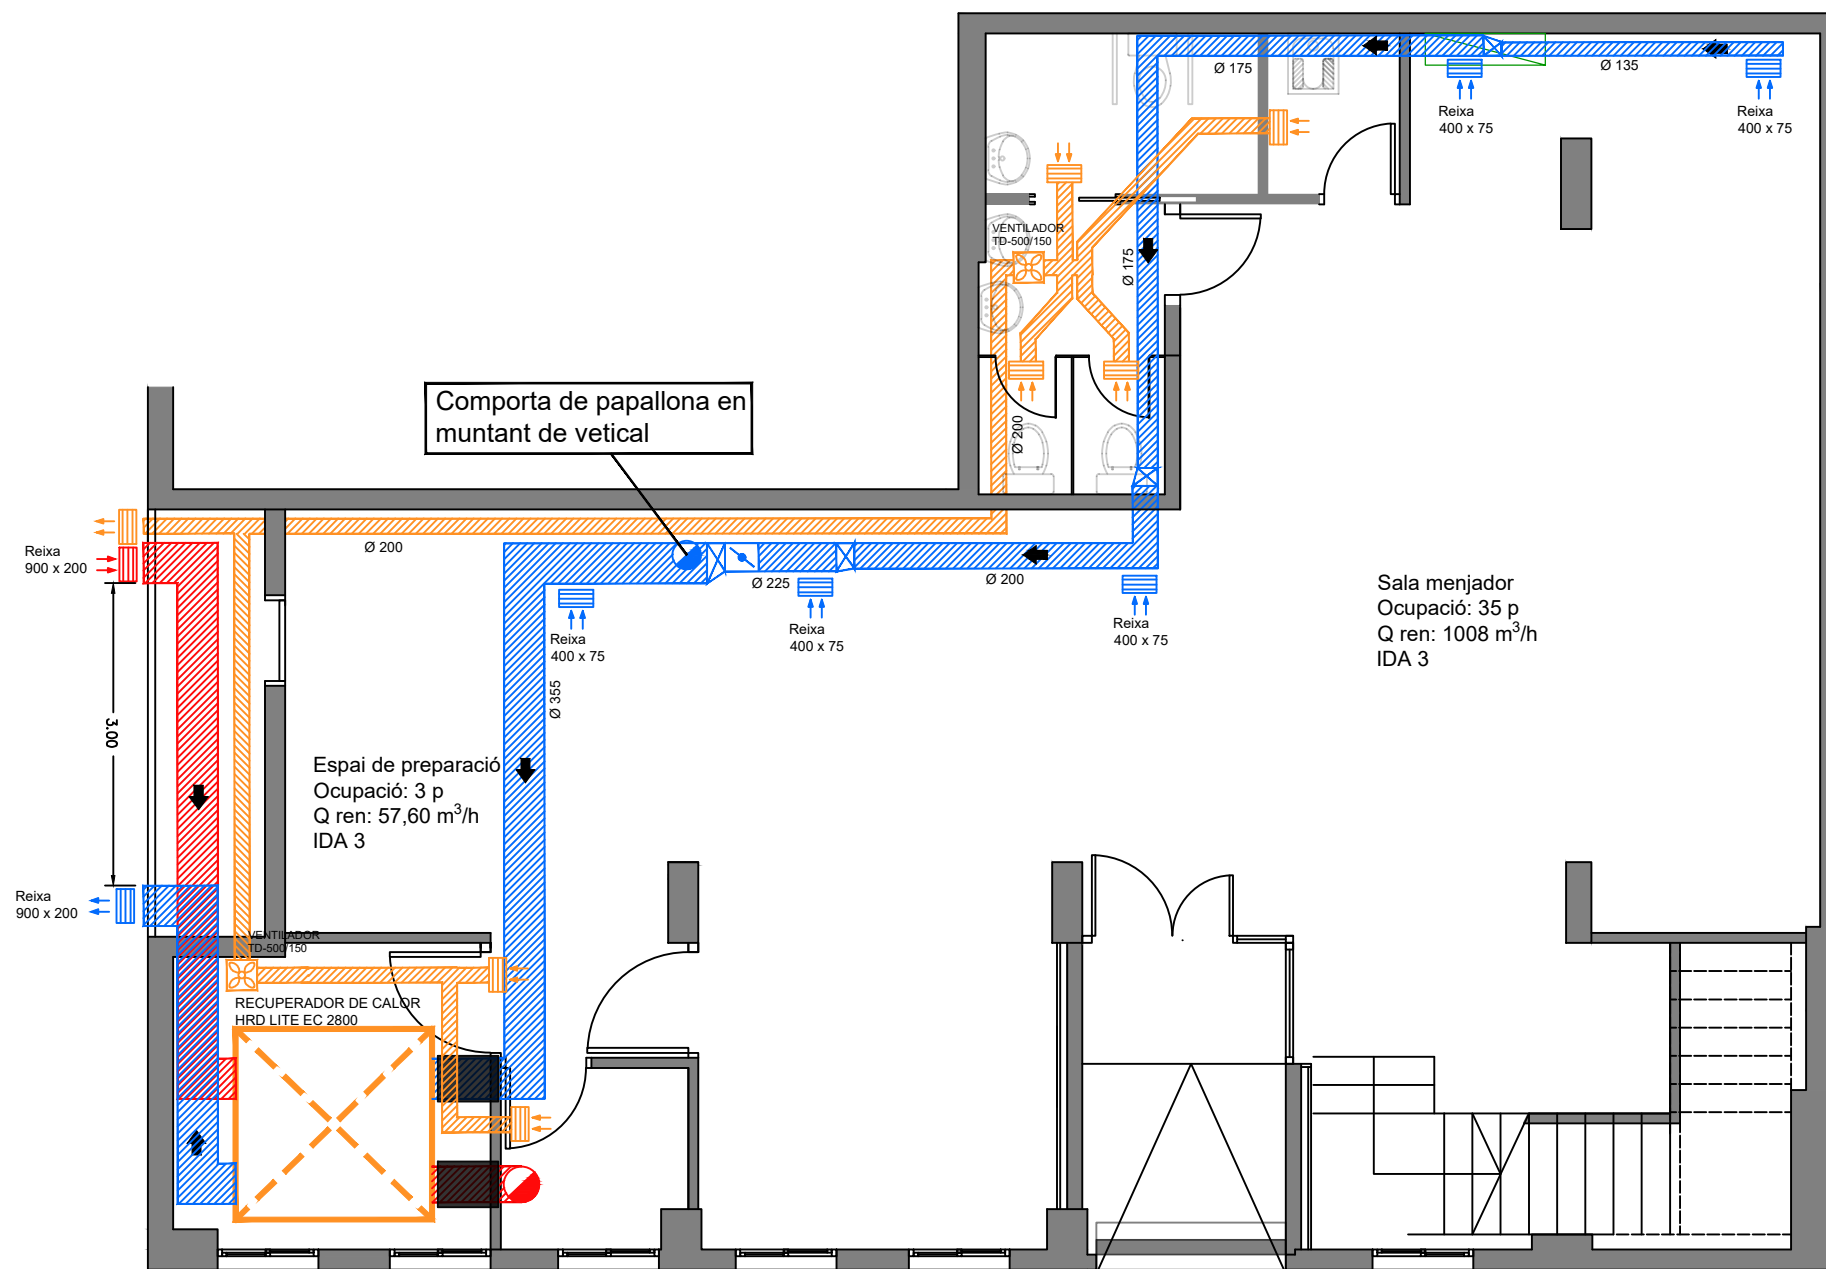 Ø 175
Ø 135
Reixa
400 x 75
Reixa
400 x 75
VENTILADOR
TD-500/150
Ø 175
Comporta de papallona en
muntant de vetical
Ø 200
Ø 200
Reixa
900 x 200
Ø 225
Ø 200
Reixa
400 x 75
Reixa
400 x 75
Reixa
400 x 75
Sala menjador
Ocupació: 35 p
Q ren: 1008 m³/h
IDA 3
Ø 355
3.00
Espai de preparació
Ocupació: 3 p
Q ren: 57,60 m³/h
IDA 3
Reixa
900 x 200
VENTILADOR
TD-500/150
RECUPERADOR DE CALOR
HRD LITE EC 2800